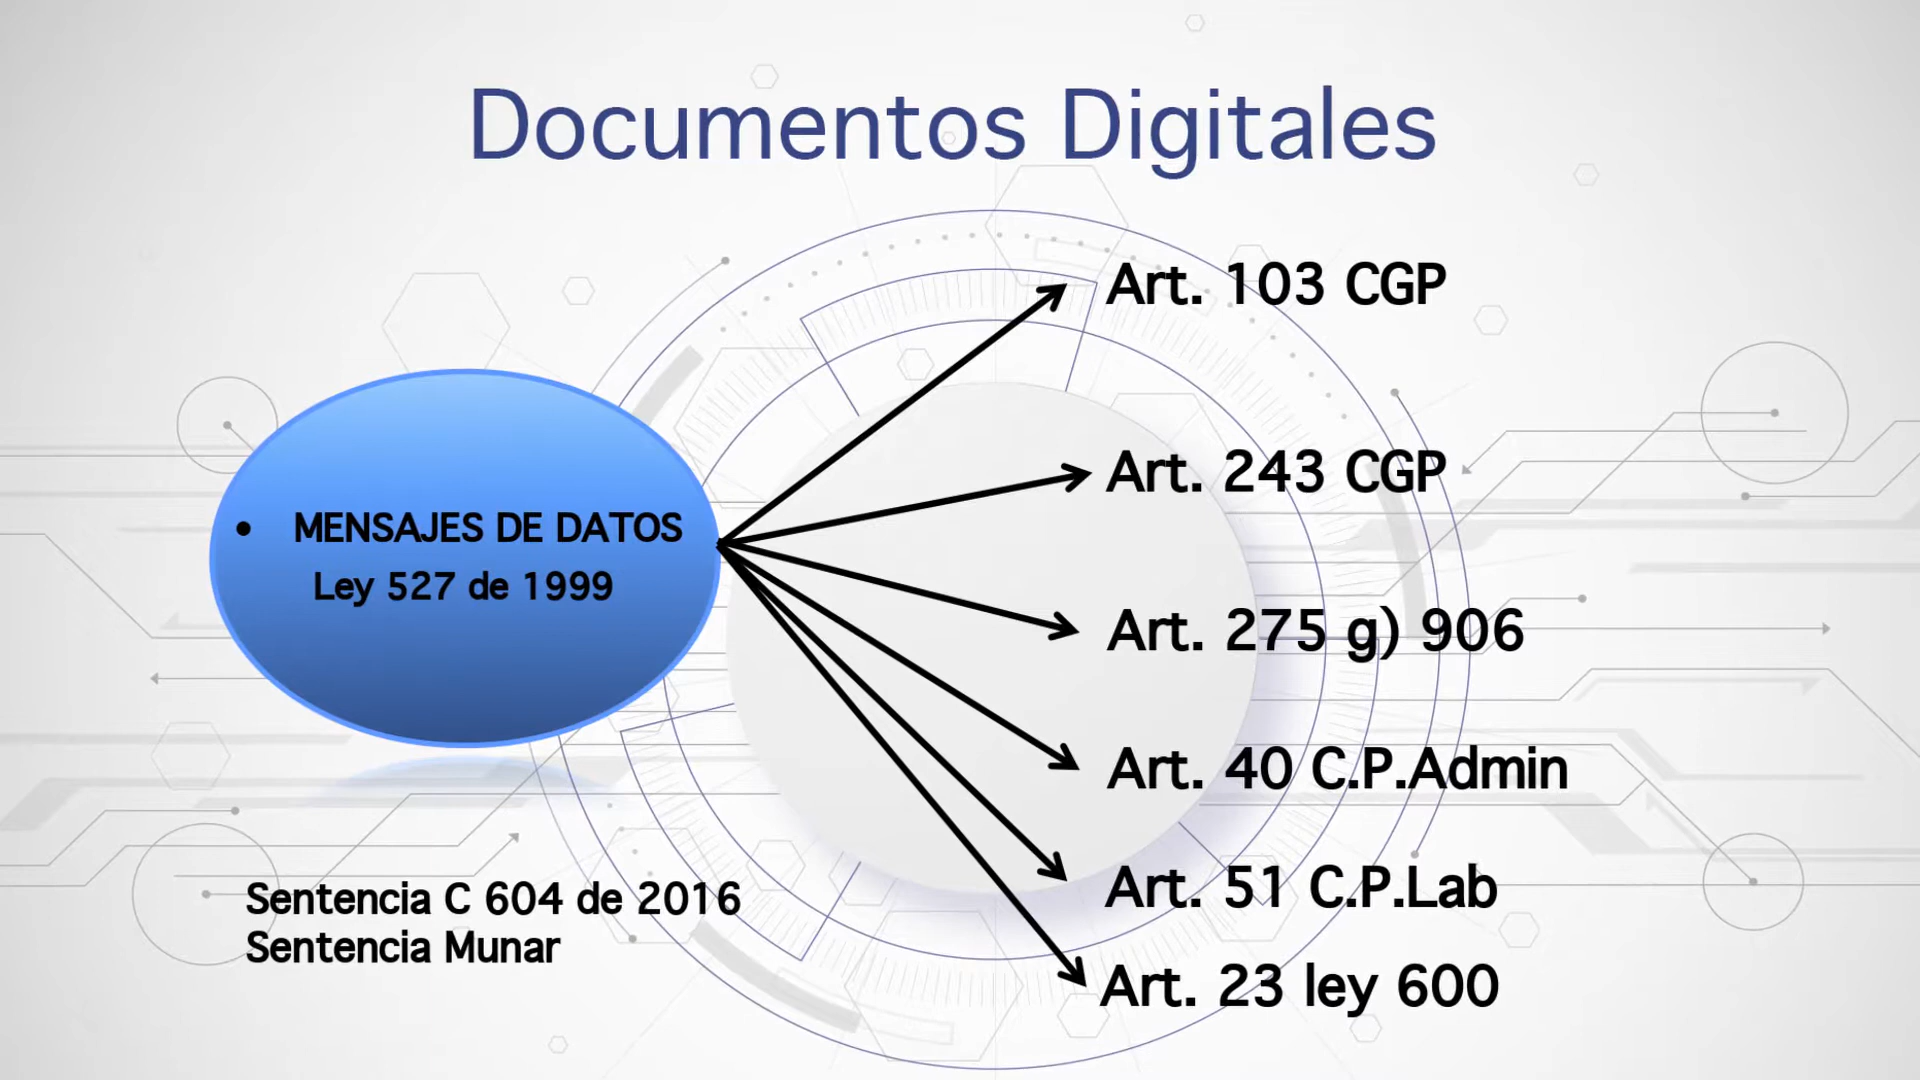 Documentos Digitales
• MENSAJES DE DATOS
Ley 527 de 1999
Art. 103 CGP
Art. 243 CGP
Art. 275 g) 906
Art. 40 C.P.Admin
Art. 51 C.P.Lab
Art. 23 ley 600
Sentencia C 604 de 2016
Sentencia Munar